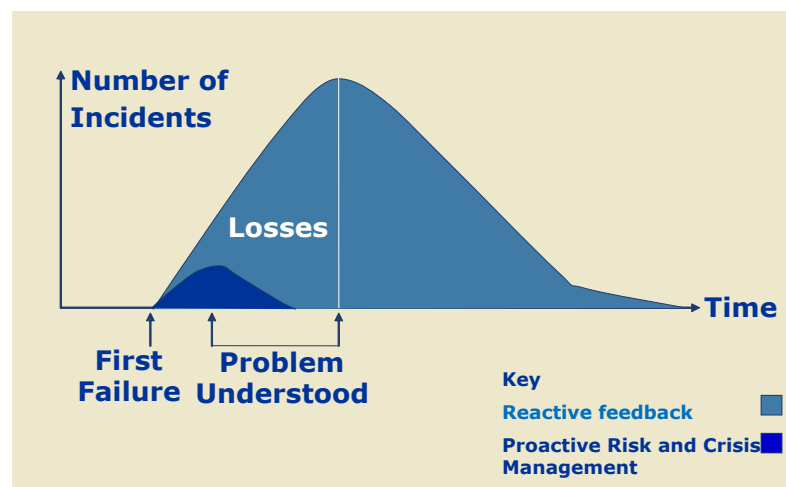 Number of
Incidents
Losses
Time
First
Failure
Problem
Understood
Key
Reactive feedback
Proactive Risk and Crisis
Management